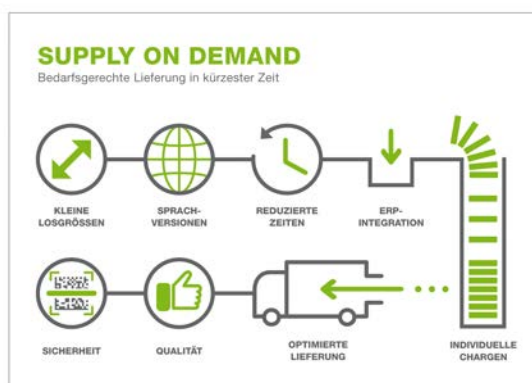 SUPPLY ON DEMAND
Bedarfsgerechte Lieferung in kürzester Zeit
KLEINE
LOSGRÖSSEN
SPRACH-
VERSIONEN
REDUZIERTE
ZEITEN
ERP-
INTEGRATION
SICHERHEIT
QUALITÄT
OPTIMIERTE
LIEFERUNG
INDIVIDUELLE
CHARGEN